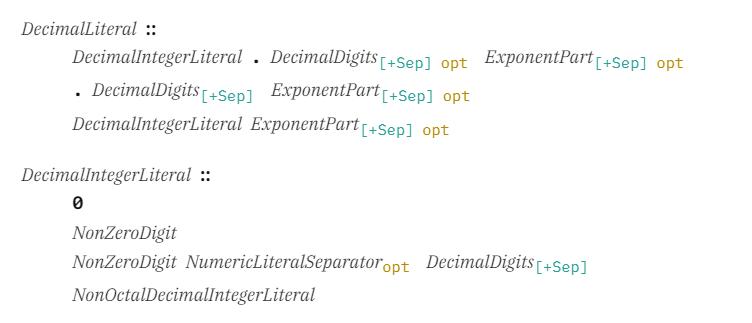 DecimalLiteral ::
DecimalIntegerLiteral . DecimalDigits[+Sep] opt ExponentPart[+Sep] opt
. DecimalDigits[+Sep] ExponentPart[+Sep] opt
DecimalIntegerLiteral ExponentPart[+Sep] opt
DecimalIntegerLiteral ::
0
NonZeroDigit
NonZeroDigit NumericLiteralSeparatoropt DecimalDigits[+Sep]
NonOctalDecimalIntegerLiteral